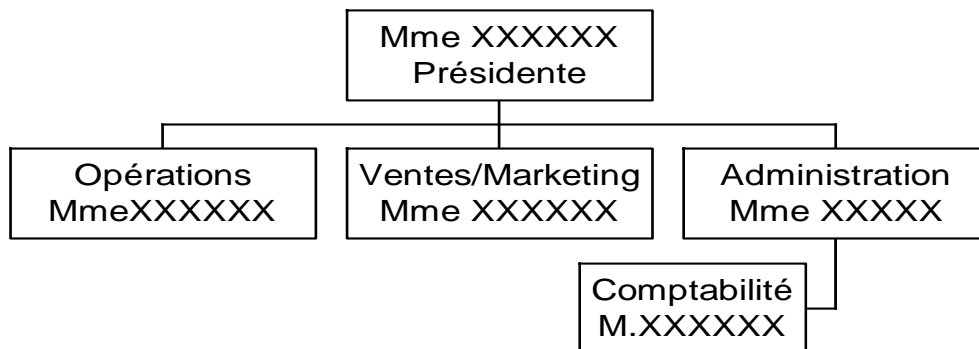 Mme XXXXXX
Présidente
Opérations
MmeXXXXXX
Ventes/Marketing
Mme XXXXXX
Administration
Mme XXXXX
Comptabilité
M.XXXXXX